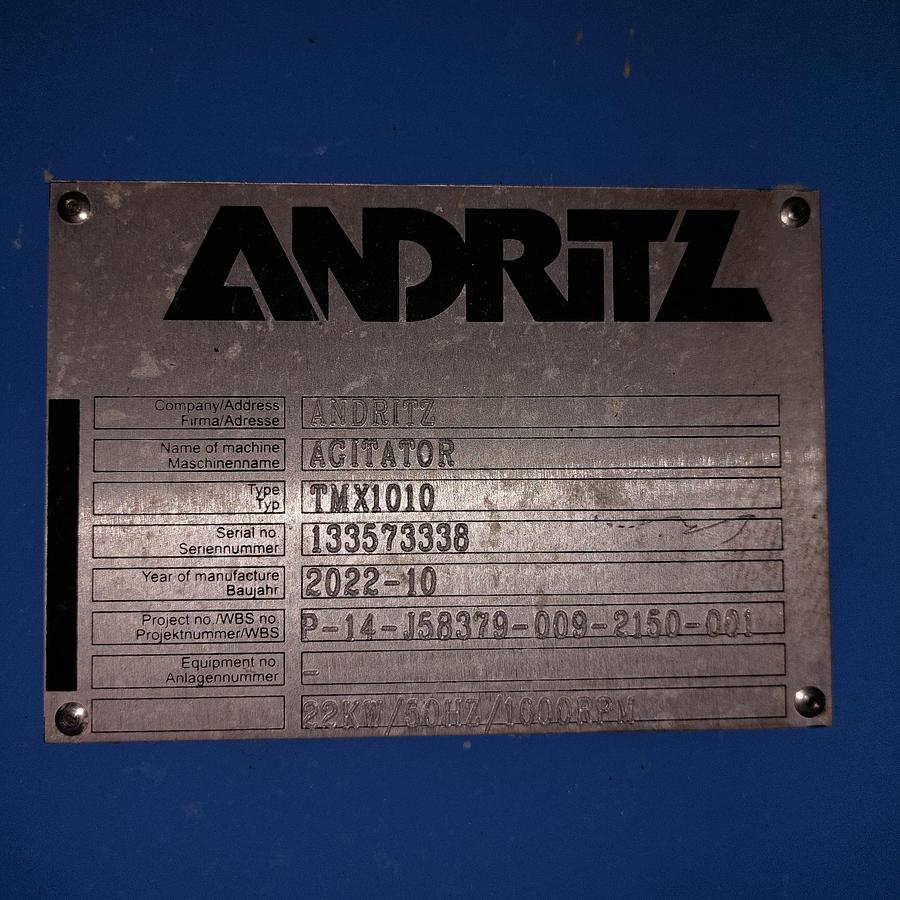 ANDRITZ
Company/Address
Firma/Adresse
ANDRITZ
Name of machine
Maschinenname
AGITATOR
Type
Typ
TMX1010
Serial no.
Seriennummer
133573338
Year of manufacture
Baujahr
2022-10
Project no./WBS no.
Projektnummer/WBS
P-14-J58379-009-2150-001
Equipment no.
Anlagennummer
-
22KW/50HZ/1000RPM